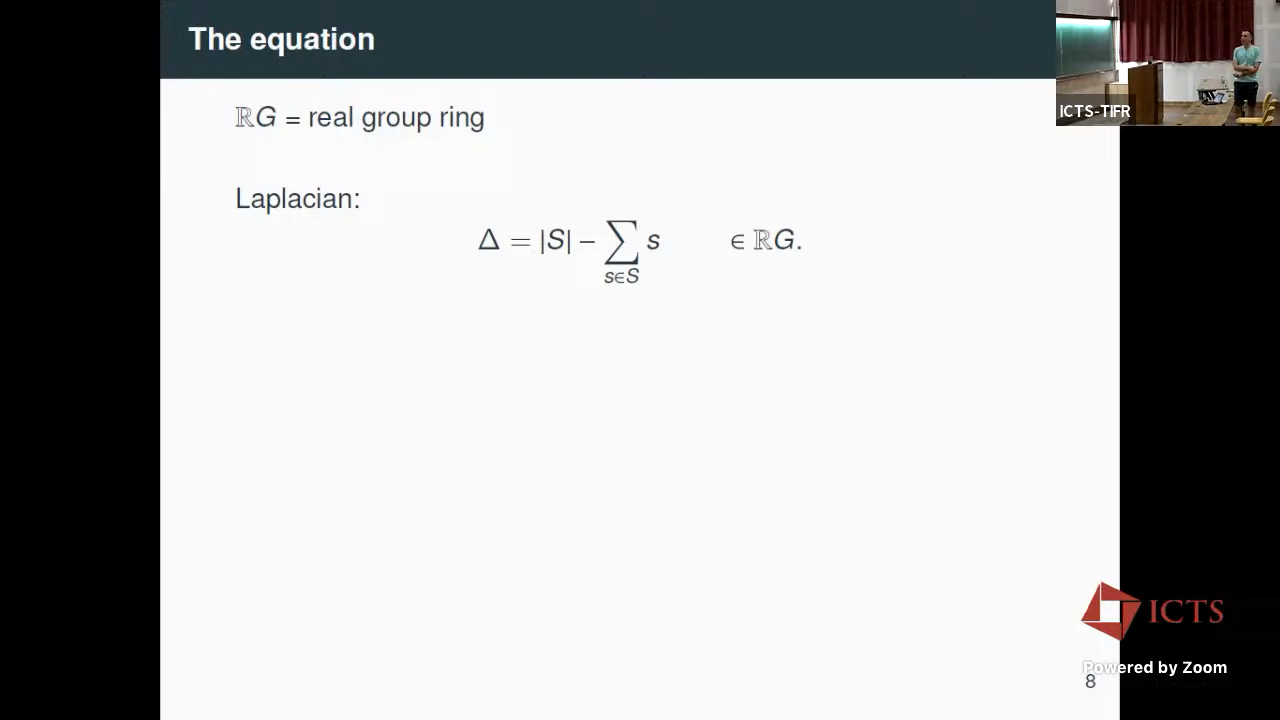 The equation
ℝG = real group ring
Laplacian:
Δ = |S| – ∑ s ∈ ℝG.
s∈S
ICTS-TIFR
ICTS
Powered by Zoom
8